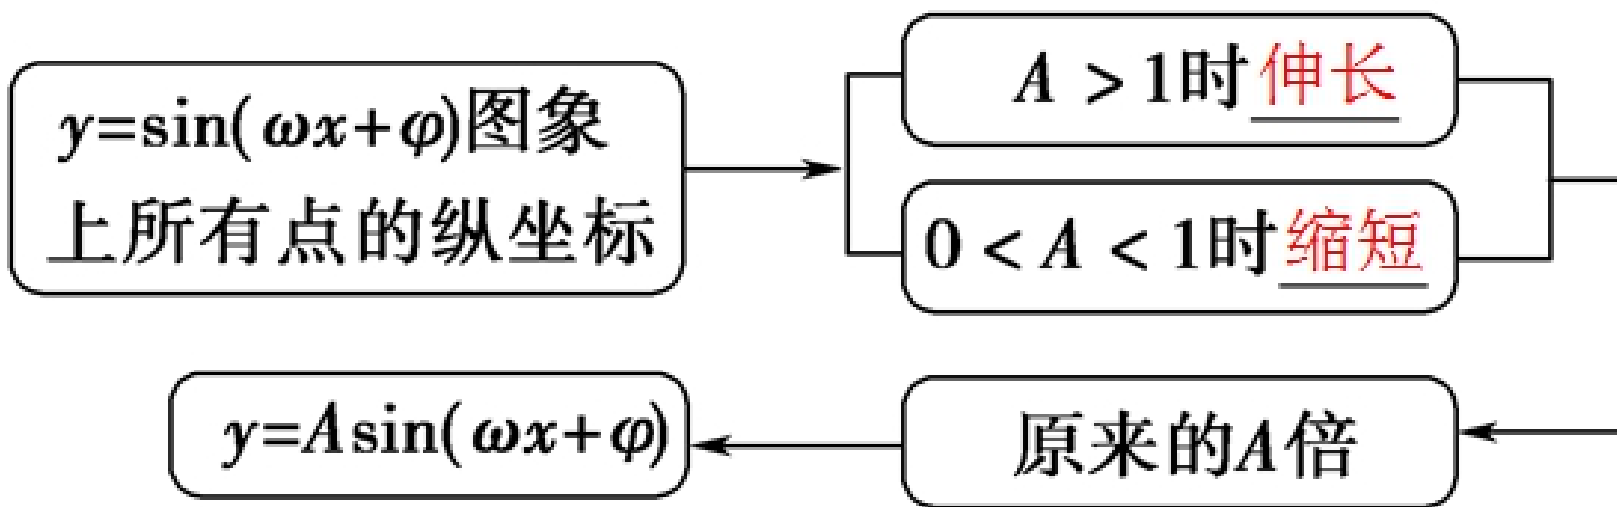 y=sin(ωx+φ)图象
上所有点的纵坐标
A > 1时伸长
0 < A < 1时缩短
原来的A倍
y=Asin(ωx+φ)